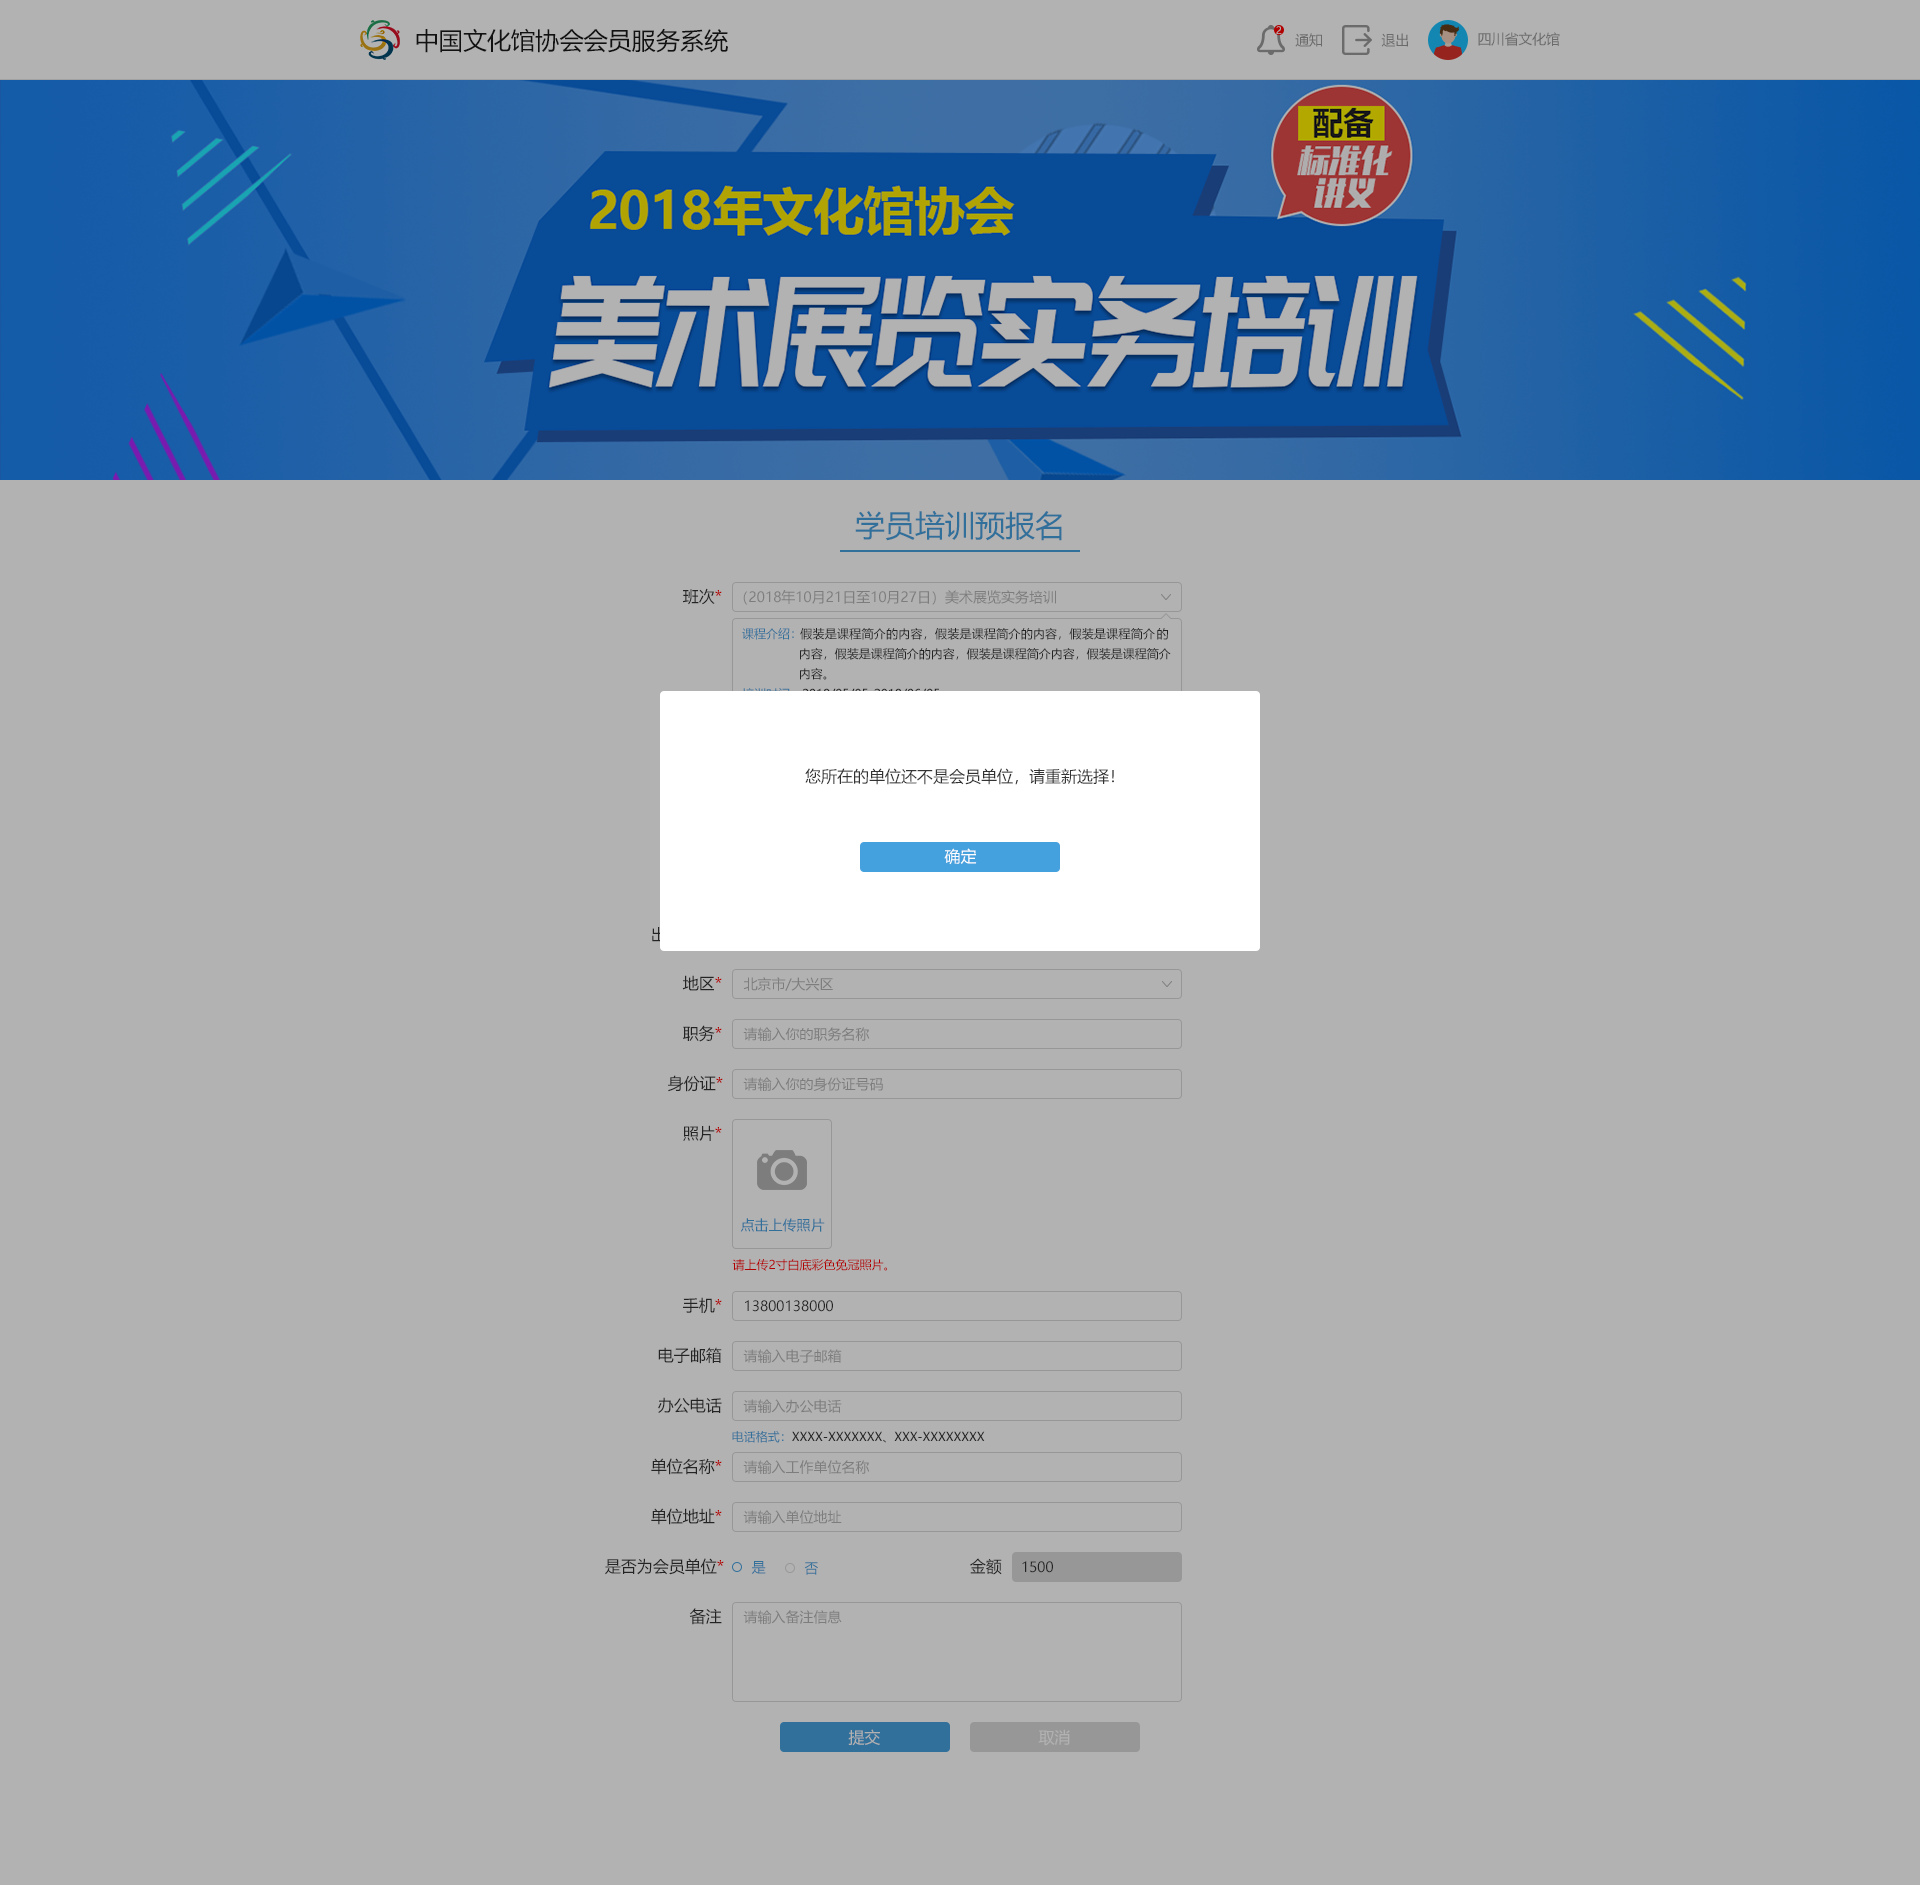 中国文化馆协会会员服务系统
2
通知
退出
四川省文化馆
配备
标准化
讲义
2018年文化馆协会
美术展览实务培训
学员培训预报名
班次*
(2018年10月21日至10月27日）美术展览实务培训
课程介绍：假装是课程简介的内容，假装是课程简介的内容，假装是课程简介的
内容，假装是课程简介的内容，假装是课程简介内容，假装是课程简介
内容。
您所在的单位还不是会员单位，请重新选择！
确定
地区*
北京市/大兴区
职务*
请输入你的职务名称
身份证*
请输入你的身份证号码
照片*
点击上传照片
请上传2寸白底彩色免冠照片。
手机*
13800138000
电子邮箱
请输入电子邮箱
办公电话
请输入办公电话
电话格式：XXXX-XXXXXXX、XXX-XXXXXXXX
单位名称*
请输入工作单位名称
单位地址*
请输入单位地址
是否为会员单位*
是
否
金额
1500
备注
请输入备注信息
提交
取消